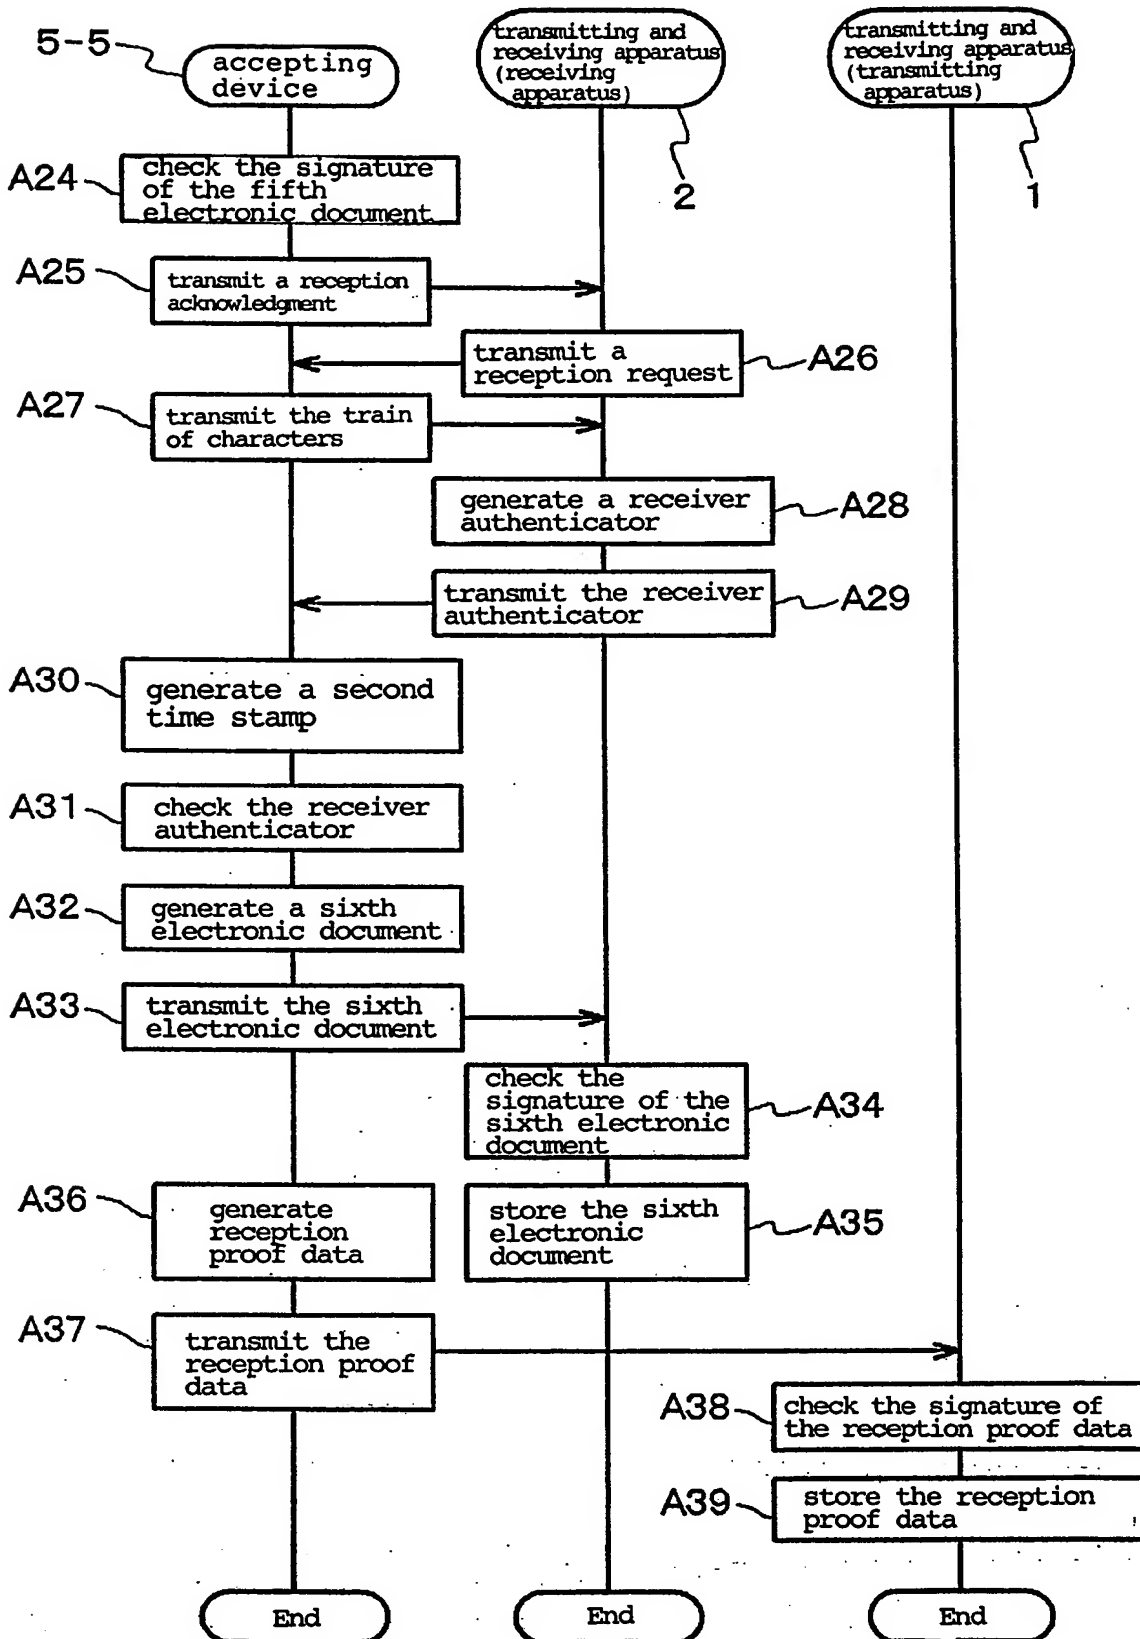 5-5
accepting
device
transmitting and
receiving apparatus
(receiving
apparatus)
2
transmitting and
receiving apparatus
(transmitting
apparatus)
1
A24
check the signature
of the fifth
electronic document
A25
transmit a reception
acknowledgment
transmit a
reception request
A26
A27
transmit the train
of characters
generate a receiver
authenticator
A28
transmit the receiver
authenticator
A29
A30
generate a second
time stamp
A31
check the receiver
authenticator
A32
generate a sixth
electronic document
A33
transmit the sixth
electronic document
check the
signature of the
sixth electronic
document
A34
A36
generate
reception
proof data
store the sixth
electronic
document
A35
A37
transmit the
reception proof
data
A38
check the signature of
the reception proof data
A39
store the reception
proof data
End
End
End